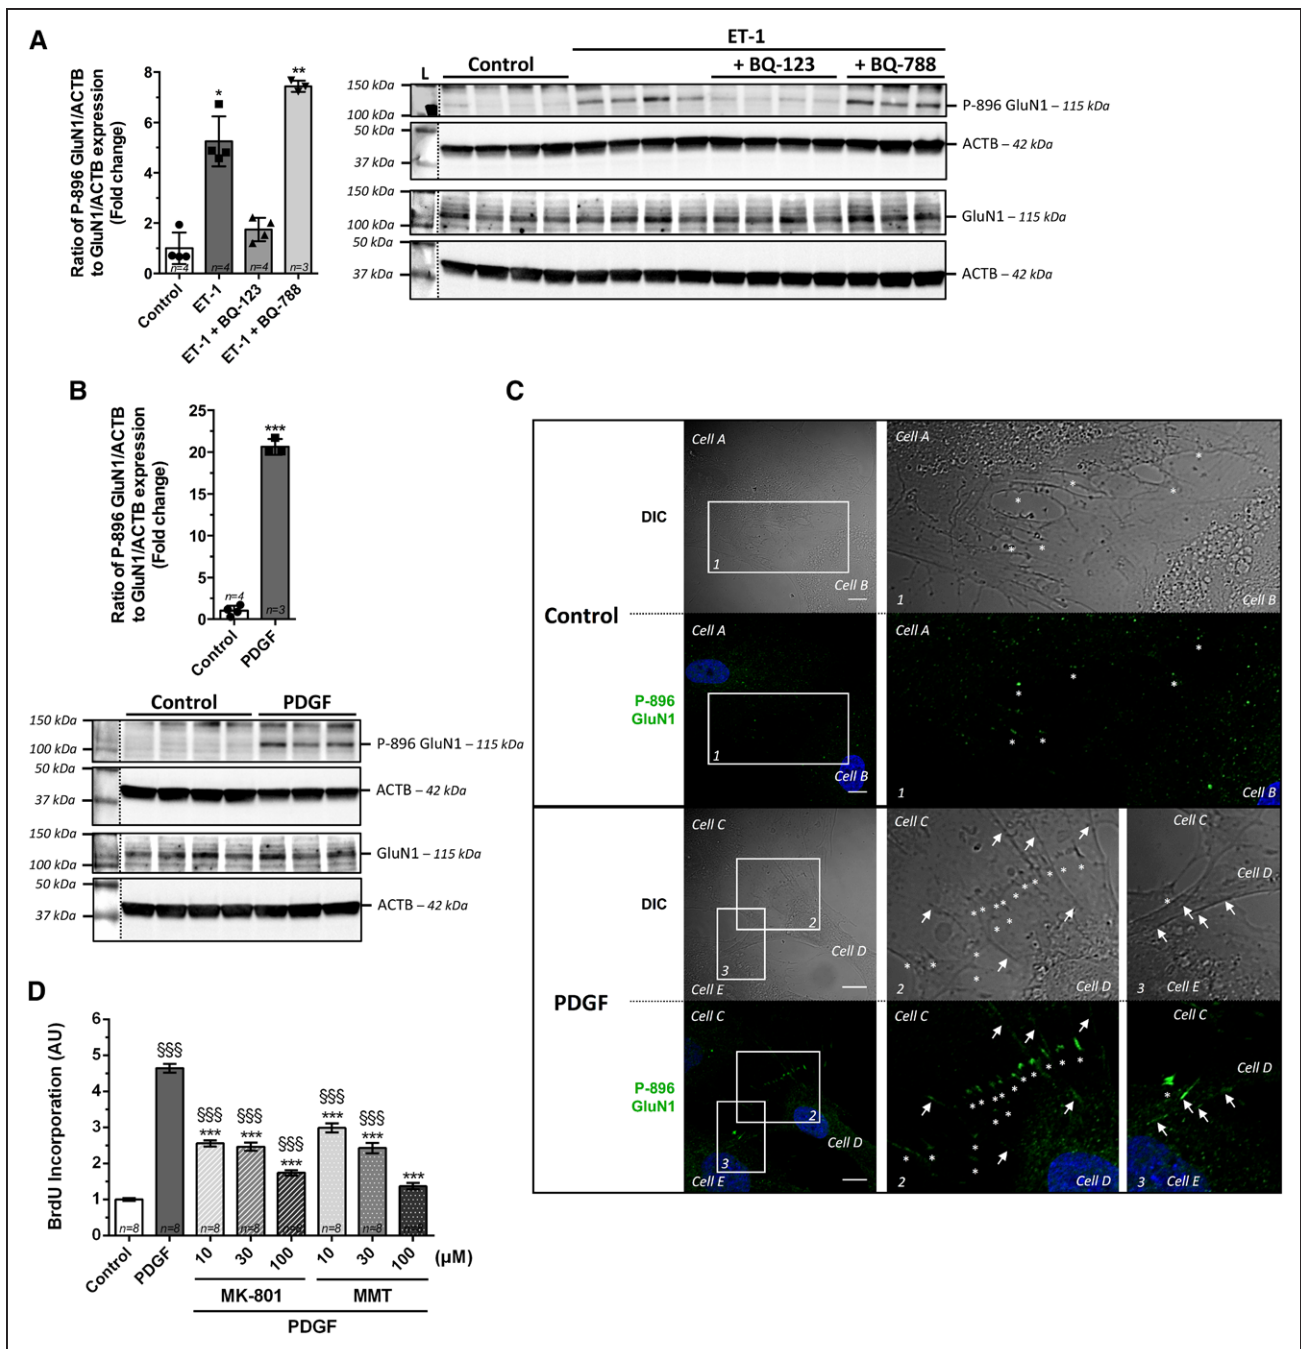 A
Ratio of P-896 GluN1/ACTB
to GluN1/ACTB expression
(Fold change)
8
6
4
2
0
*
**
n=4
n=4
n=4
n=3
Control
ET-1
ET-1 + BQ-123
ET-1 + BQ-788
ET-1
L
Control
+ BQ-123
+ BQ-788
150 kDa
100 kDa
P-896 GluN1 – 115 kDa
50 kDa
37 kDa
ACTB – 42 kDa
150 kDa
100 kDa
GluN1 – 115 kDa
50 kDa
37 kDa
ACTB – 42 kDa
B
Ratio of P-896 GluN1/ACTB
to GluN1/ACTB expression
(Fold change)
25
20
15
10
5
0
***
n=4
n=3
Control
PDGF
Control
PDGF
150 kDa
100 kDa
P-896 GluN1 – 115 kDa
50 kDa
37 kDa
ACTB – 42 kDa
150 kDa
100 kDa
GluN1 – 115 kDa
50 kDa
37 kDa
ACTB – 42 kDa
C
Control
DIC
Cell A
1
Cell B
Cell A
1
Cell B
P-896
GluN1
Cell A
1
Cell B
Cell A
1
Cell B
PDGF
DIC
Cell C
2
3
Cell D
Cell E
Cell C
2
Cell D
Cell C
Cell D
3
Cell E
P-896
GluN1
Cell C
2
3
Cell D
Cell E
Cell C
2
Cell D
Cell C
Cell D
3
Cell E
D
BrdU Incorporation (AU)
6
5
4
3
2
1
0
§§§
§§§
***
§§§
***
§§§
***
§§§
***
§§§
***
***
n=8
n=8
n=8
n=8
n=8
n=8
n=8
n=8
Control
PDGF
10
30
100
10
30
100
(µM)
MK-801
MMT
PDGF